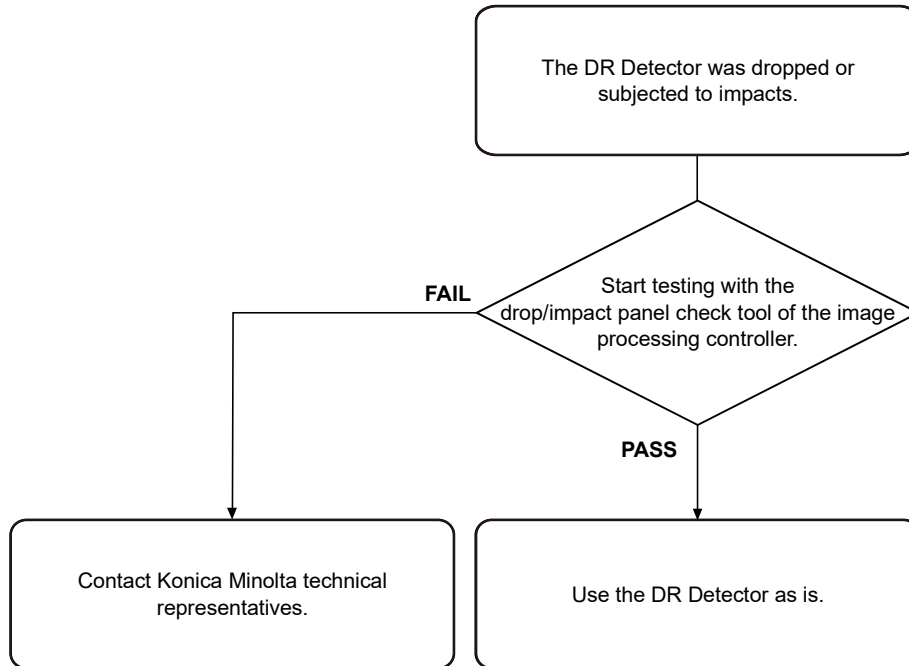 The DR Detector was dropped or
subjected to impacts.
Start testing with the
drop/impact panel check tool of the image
processing controller.
FAIL
PASS
Contact Konica Minolta technical
representatives.
Use the DR Detector as is.